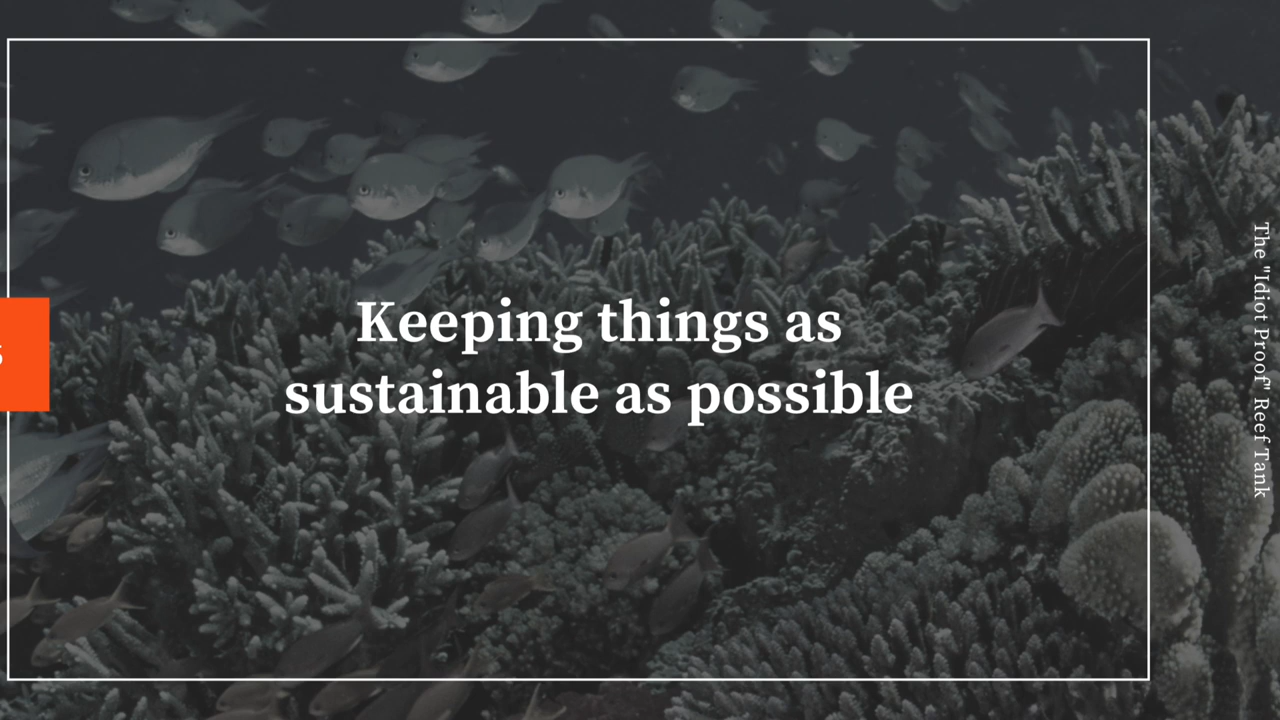 s
Keeping things as
sustainable as possible
The "Idiot Proof" Reef Tank